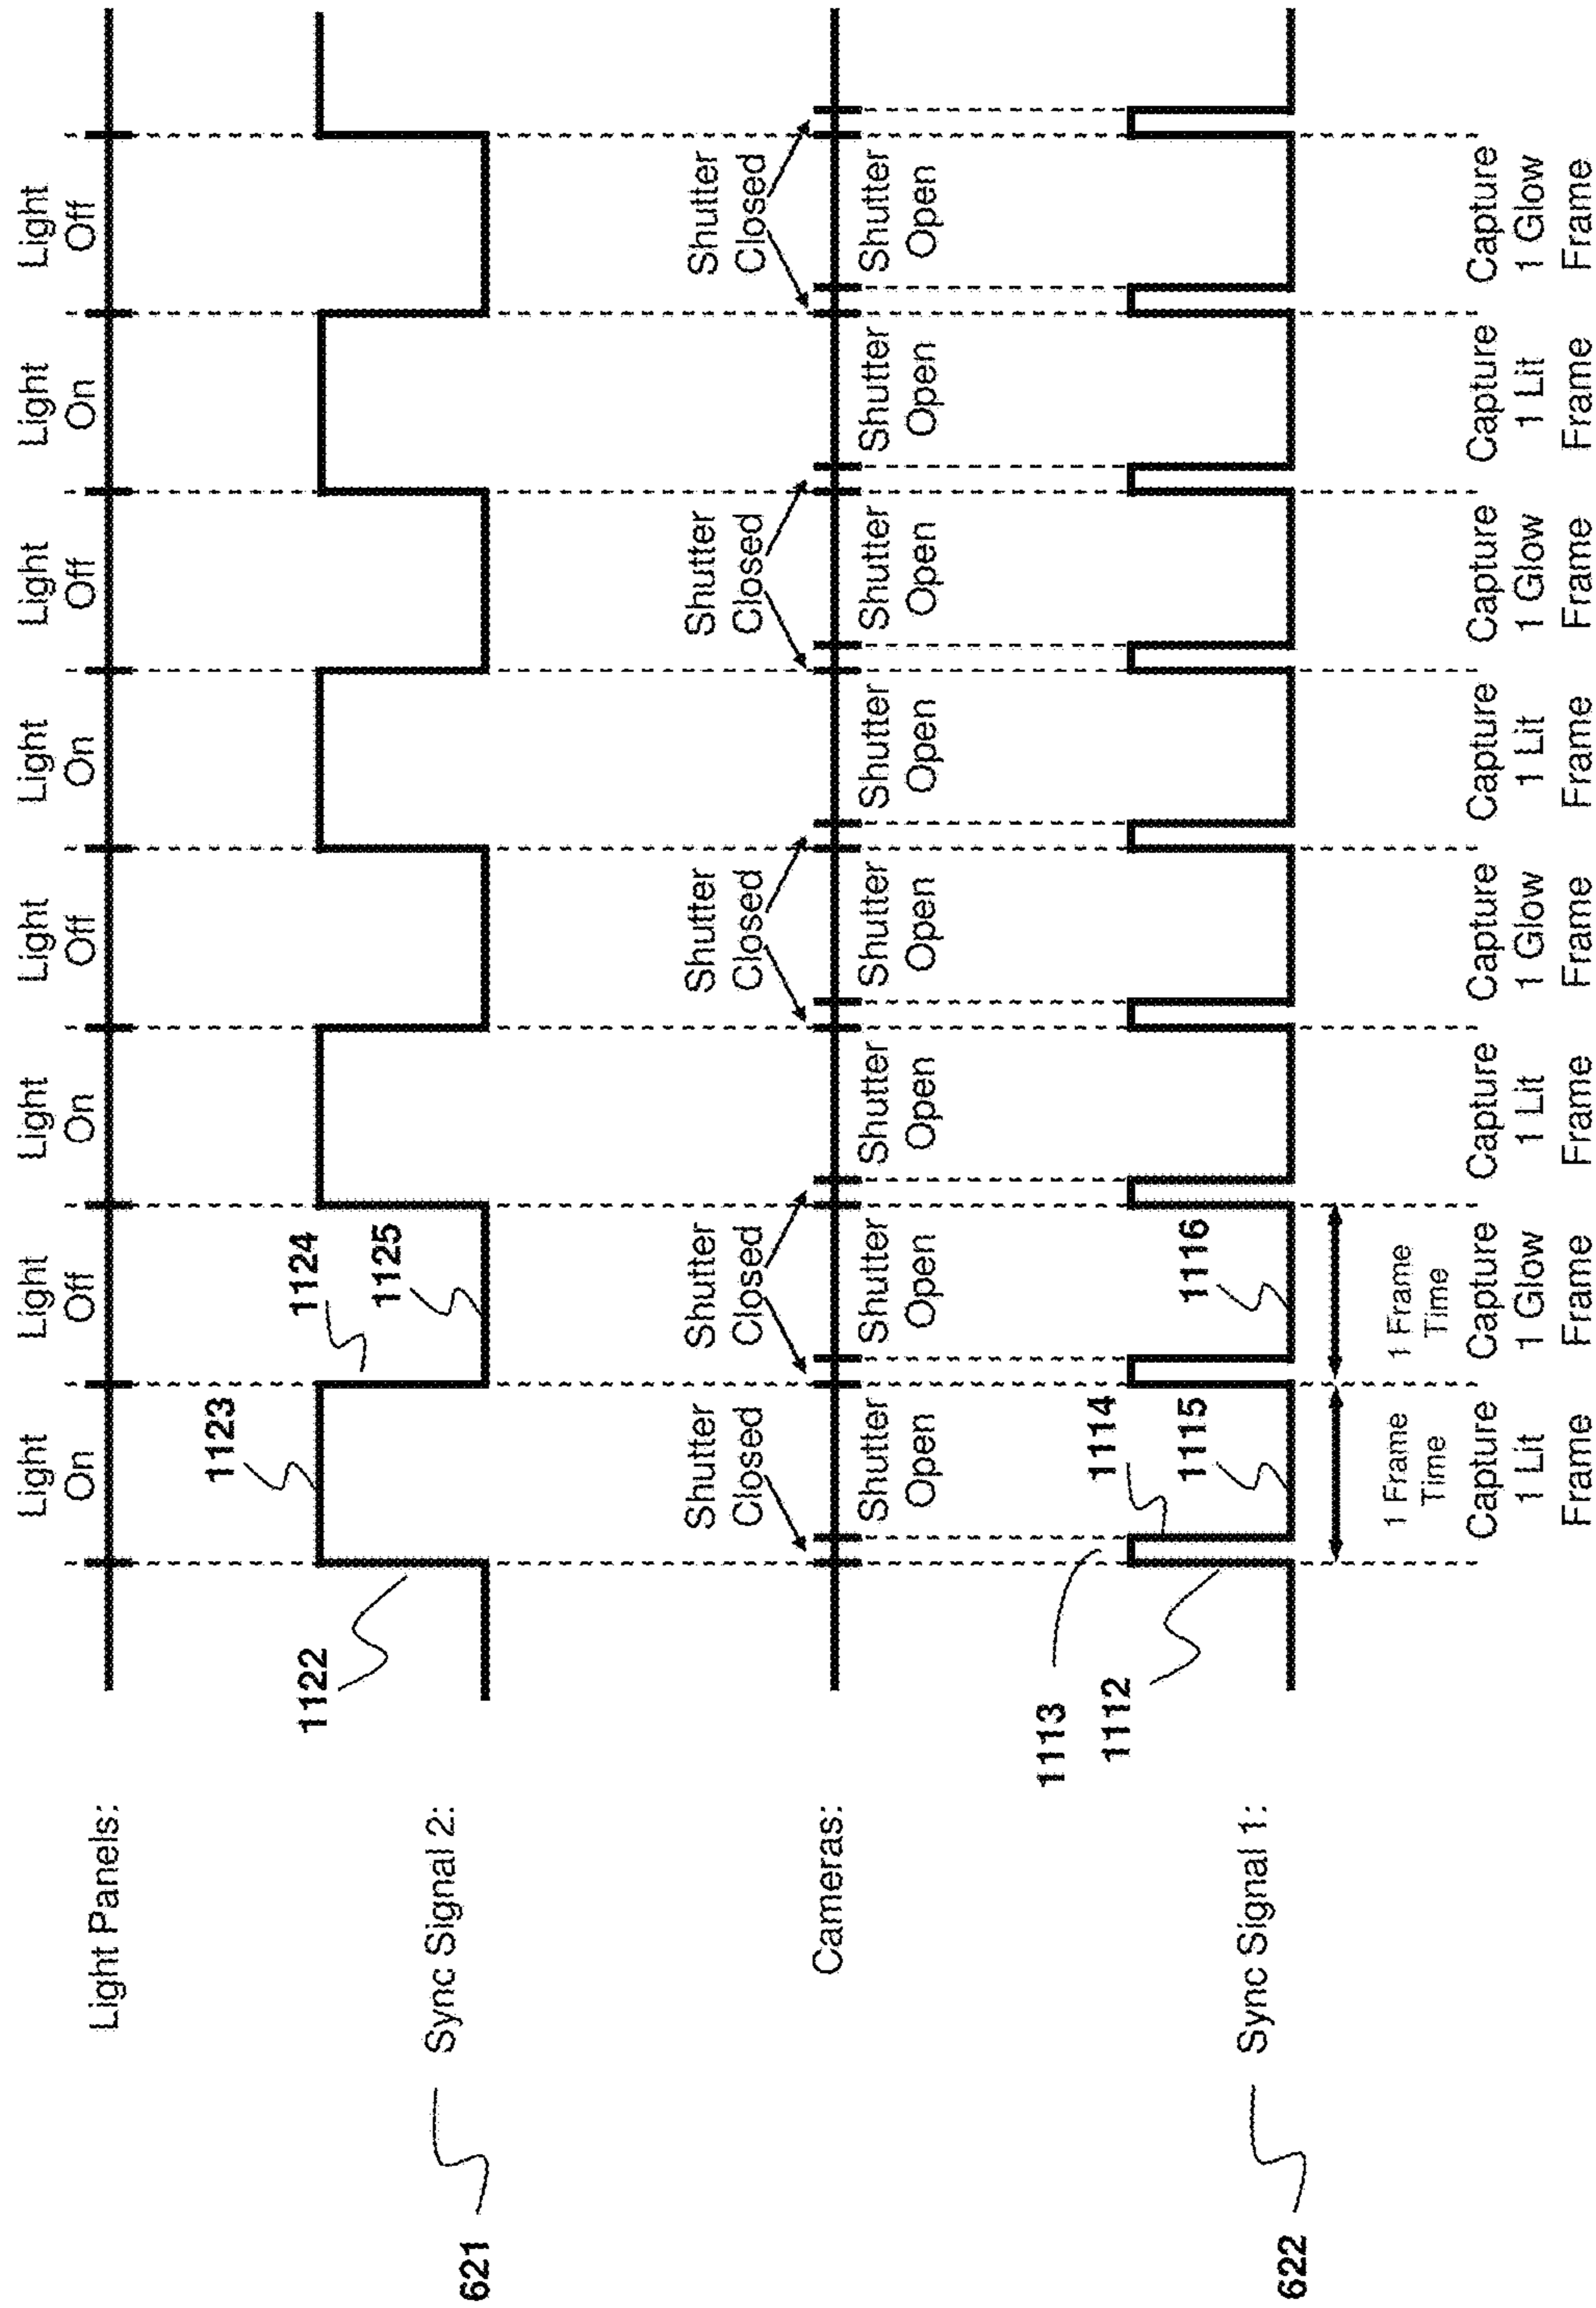 Light Light Light Light Light Light Light Light
On Off On Off On Off On Off
Light Panels:
1123
1124
1122
1125
621 Sync Signal 2:
Shutter Shutter Shutter Shutter Shutter
Closed Closed Closed Closed Closed
Cameras:
Shutter Shutter Shutter Shutter Shutter Shutter Shutter Shutter
Open Open Open Open Open Open Open Open
1113
1114
1112
1115 1116
622 Sync Signal 1:
1 Frame 1 Frame
Time Time
Capture Capture Capture Capture Capture Capture Capture Capture
1 Lit 1 Glow 1 Lit 1 Glow 1 Lit 1 Glow 1 Lit 1 Glow
Frame Frame Frame Frame Frame Frame Frame Frame